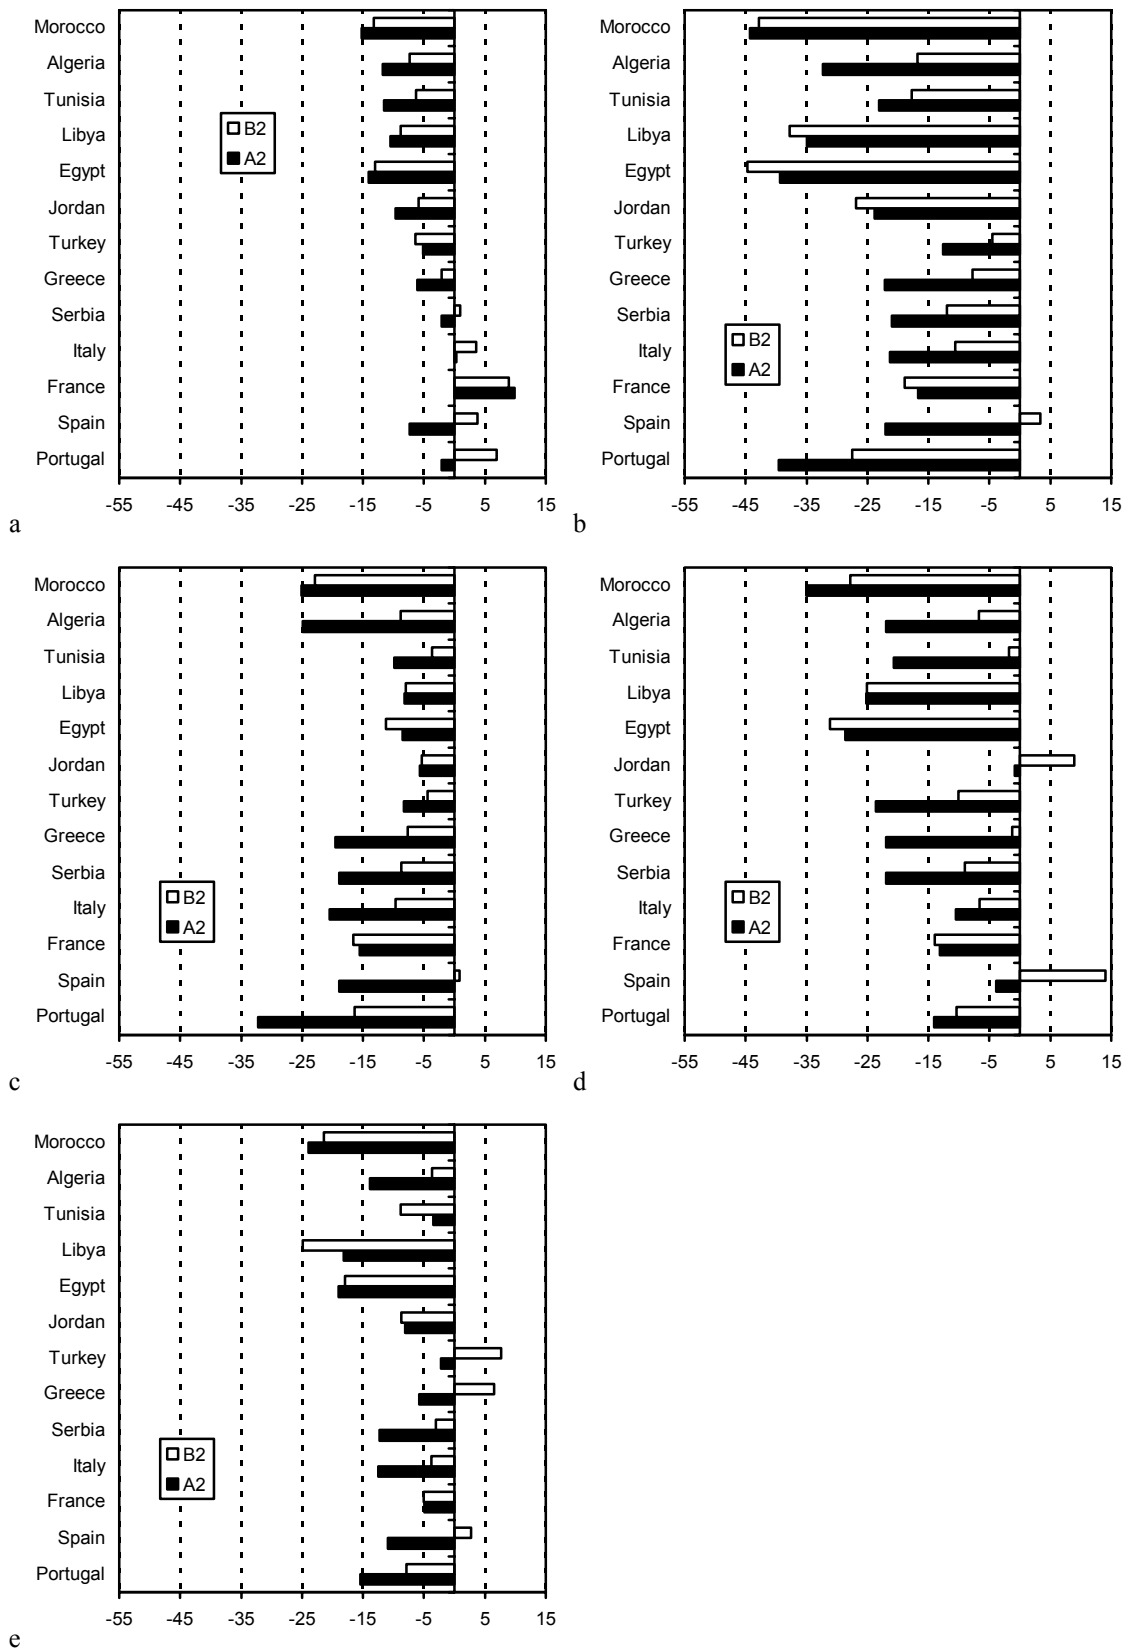 Morocco
Algeria
Tunisia
Libya
Egypt
Jordan
Turkey
Greece
Serbia
Italy
France
Spain
Portugal
B2
A2
-55 -45 -35 -25 -15 -5 5 15
a
Morocco
Algeria
Tunisia
Libya
Egypt
Jordan
Turkey
Greece
Serbia
Italy
France
Spain
Portugal
B2
A2
-55 -45 -35 -25 -15 -5 5 15
b
Morocco
Algeria
Tunisia
Libya
Egypt
Jordan
Turkey
Greece
Serbia
Italy
France
Spain
Portugal
B2
A2
-55 -45 -35 -25 -15 -5 5 15
c
Morocco
Algeria
Tunisia
Libya
Egypt
Jordan
Turkey
Greece
Serbia
Italy
France
Spain
Portugal
B2
A2
-55 -45 -35 -25 -15 -5 5 15
d
Morocco
Algeria
Tunisia
Libya
Egypt
Jordan
Turkey
Greece
Serbia
Italy
France
Spain
Portugal
B2
A2
-55 -45 -35 -25 -15 -5 5 15
e